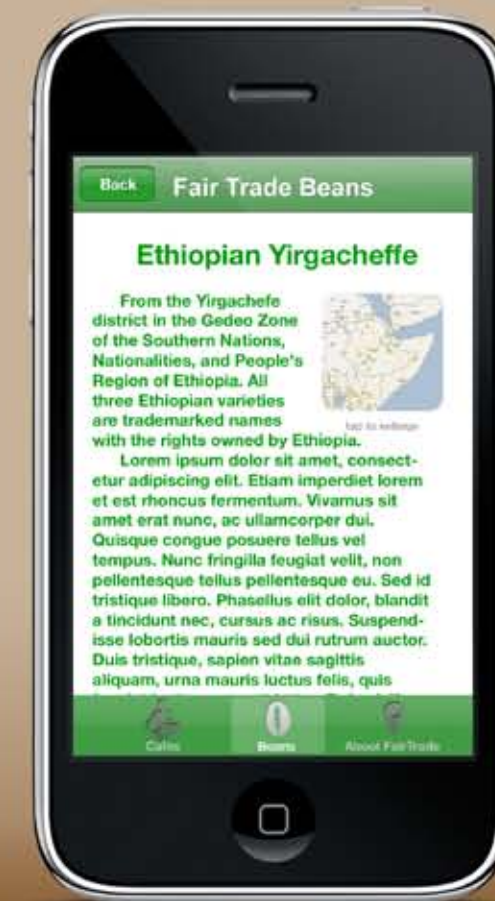 Back
Fair Trade Beans
Ethiopian Yirgacheffe
From the Yirgachefe
district in the Gedeo Zone
of the Southern Nations,
Nationalities, and People's
Region of Ethiopia. All
three Ethiopian varieties
are trademarked names
with the rights owned by Ethiopia.
tap to enlarge
Lorem ipsum dolor sit amet, consect-
etur adipiscing elit. Etiam imperdiet lorem
et est rhoncus fermentum. Vivamus sit
amet erat nunc, ac ullamcorper dui.
Quisque congue posuere tellus vel
tempus. Nunc fringilla feugiat velit, non
pellentesque tellus pellentesque eu. Sed id
tristique libero. Phasellus elit dolor, blandit
a tincidunt nec, cursus ac risus. Suspend-
isse lobortis mauris sed dui rutrum auctor.
Duis tristique, sapien vitae sagittis
aliquam, urna mauris luctus felis, quis
Cafes
Beans
About FairTrade